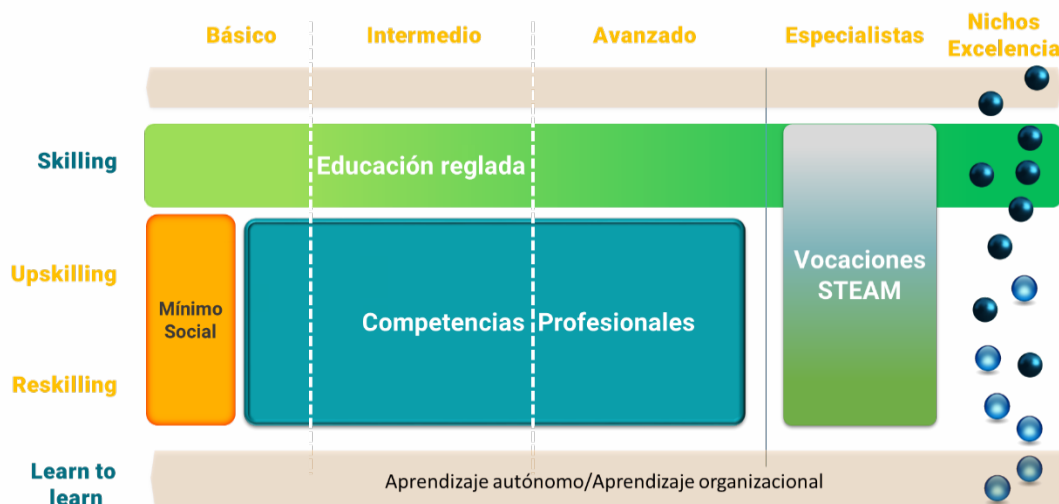 Básico
Intermedio
Avanzado
Especialistas
Nichos
Excelencia
Skilling
Educación reglada
Upskilling
Mínimo
Social
Competencias Profesionales
Vocaciones
STEAM
Reskilling
Learn to
learn
Aprendizaje autónomo/Aprendizaje organizacional